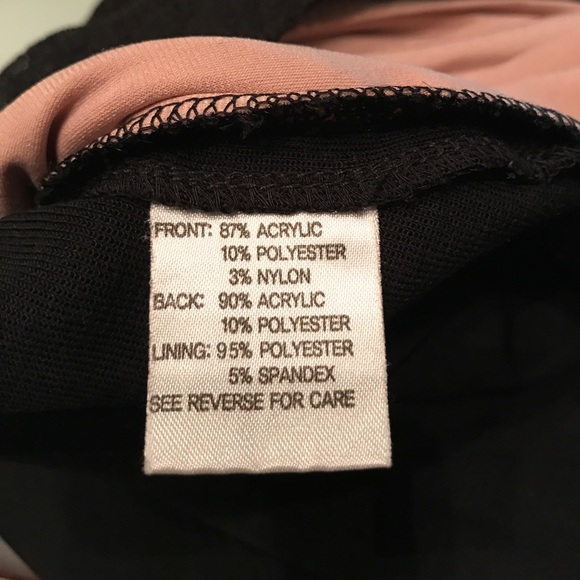 FRONT: 87% ACRYLIC
10% POLYESTER
3% NYLON
BACK: 90% ACRYLIC
10% POLYESTER
LINING: 95% POLYESTER
5% SPANDEX
SEE REVERSE FOR CARE